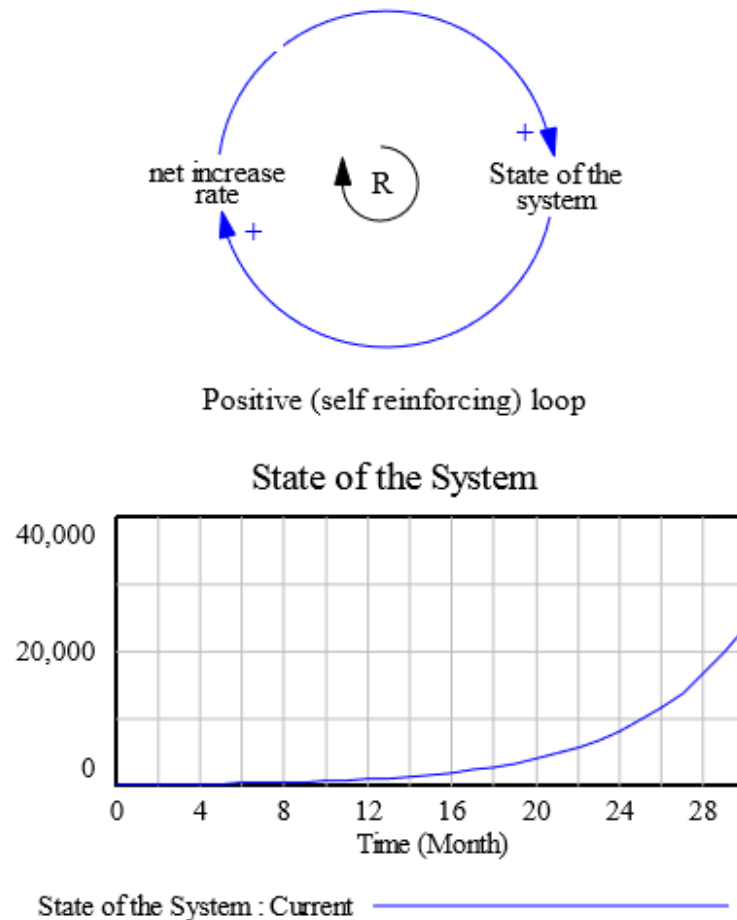 +
net increase
rate
R
State of the
system
+
Positive (self reinforcing) loop
State of the System
40,000
20,000
0
0 4 8 12 16 20 24 28
Time (Month)
State of the System : Current